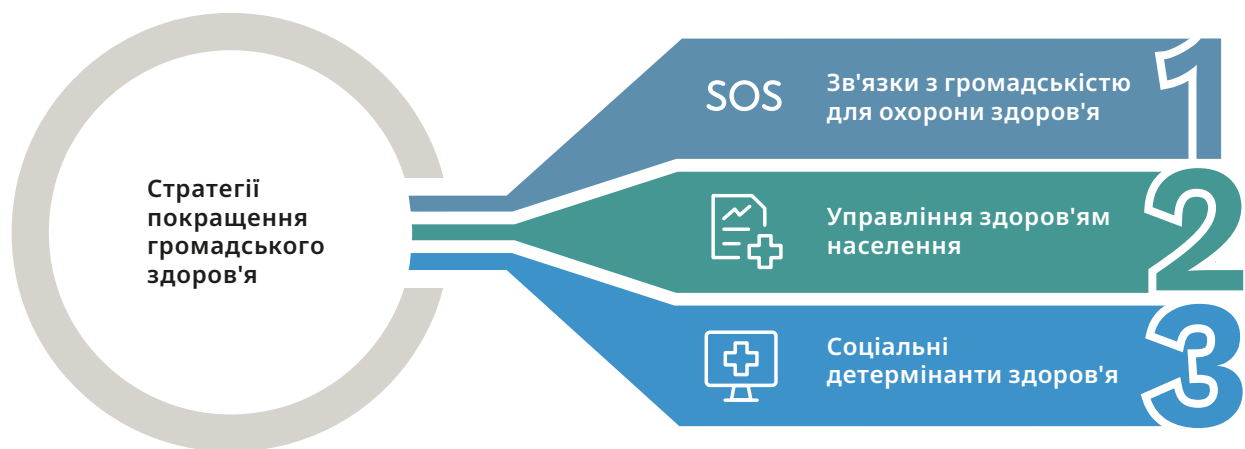 Стратегії
покращення
громадського
здоров'я
SOS
Зв'язки з громадськістю
для охорони здоров'я
1
Управління здоров'ям
населення
2
Соціальні
детермінанти здоров'я
3